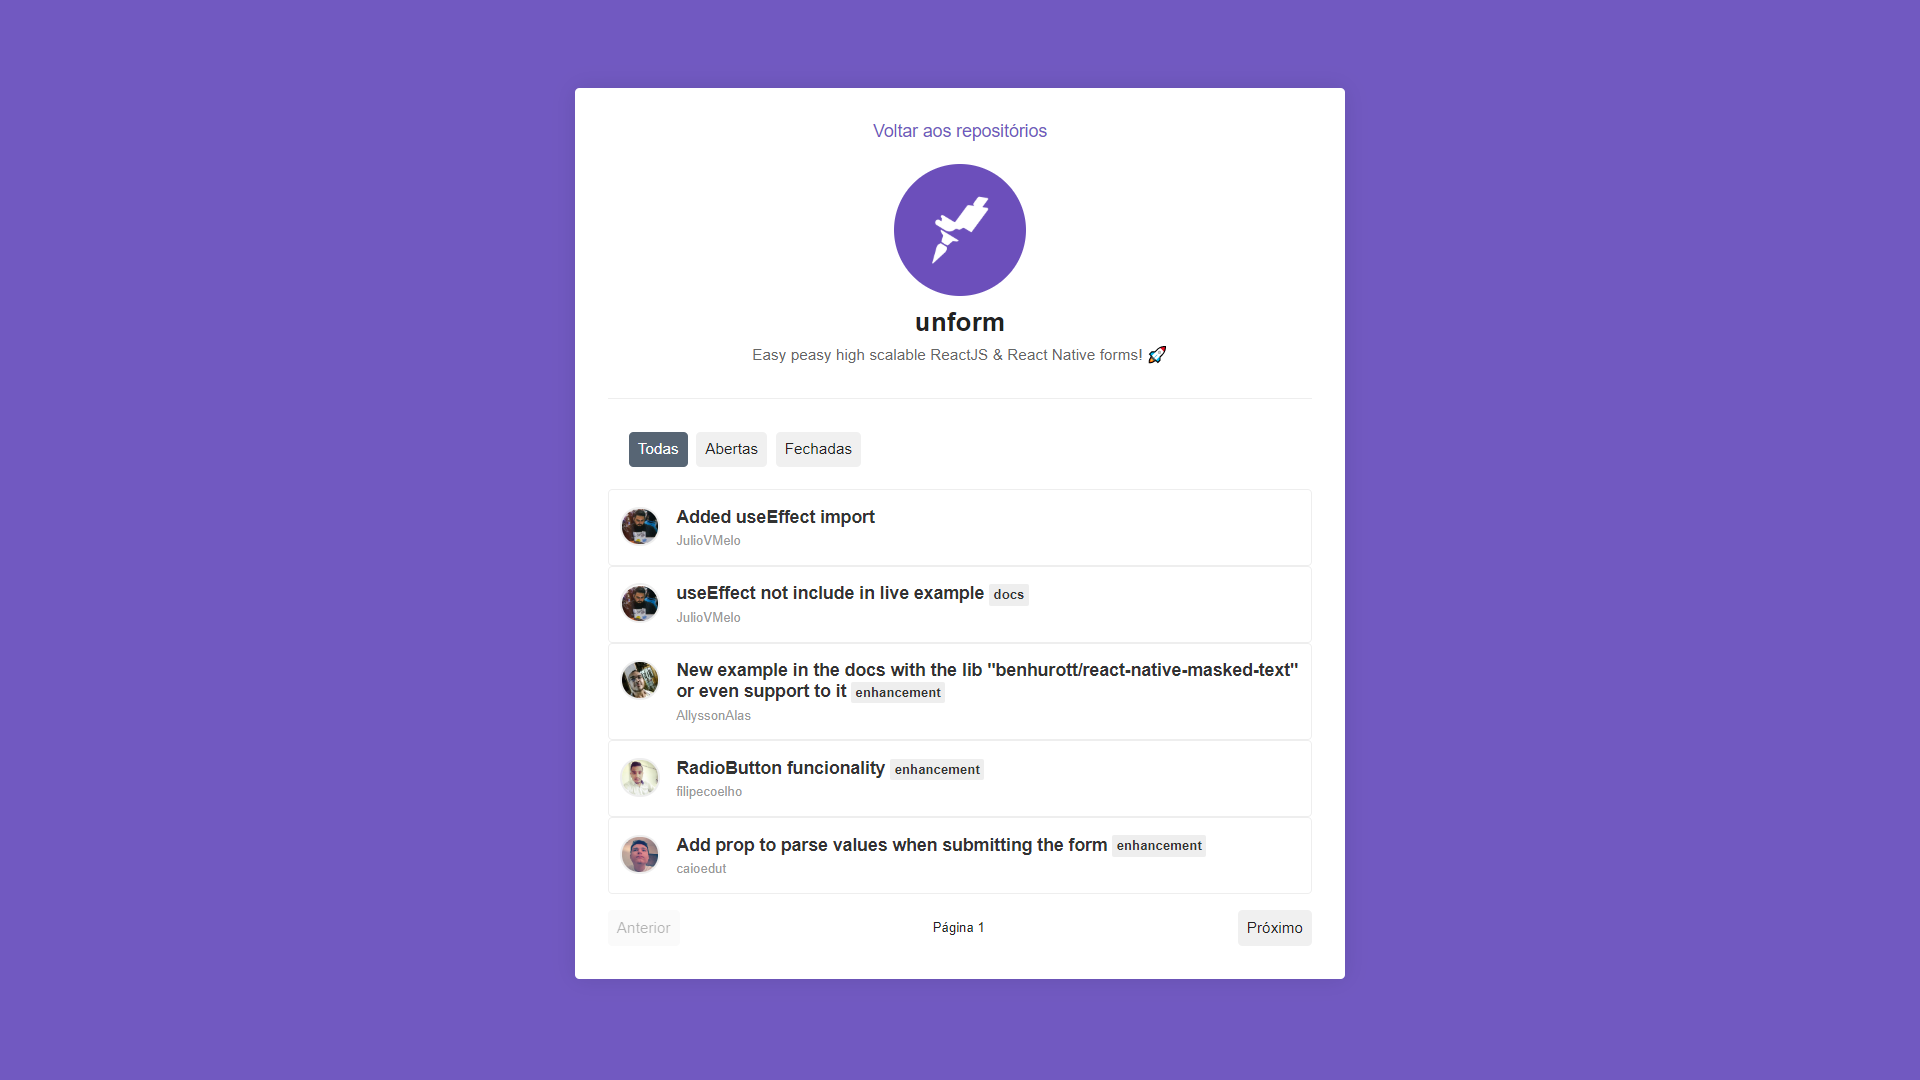 Voltar aos repositórios
unform
Easy peasy high scalable ReactJS & React Native forms! 🚀
Todas Abertas Fechadas
Added useEffect import
JulioVMelo
useEffect not include in live example docs
JulioVMelo
New example in the docs with the lib "benhurott/react-native-masked-text"
or even support to it enhancement
AllyssonAlas
RadioButton funcionality enhancement
filipecoelho
Add prop to parse values when submitting the form enhancement
caioedut
Anterior Página 1 Próximo